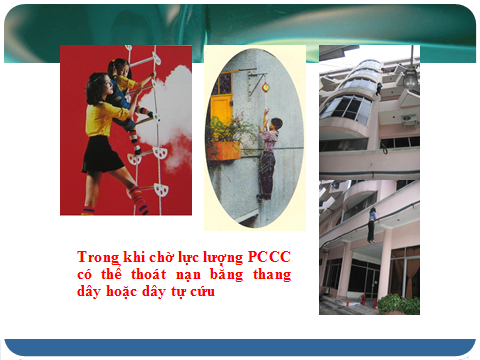 Trong khi chờ lực lượng PCCC
có thể thoát nạn bằng thang
dây hoặc dây tự cứu